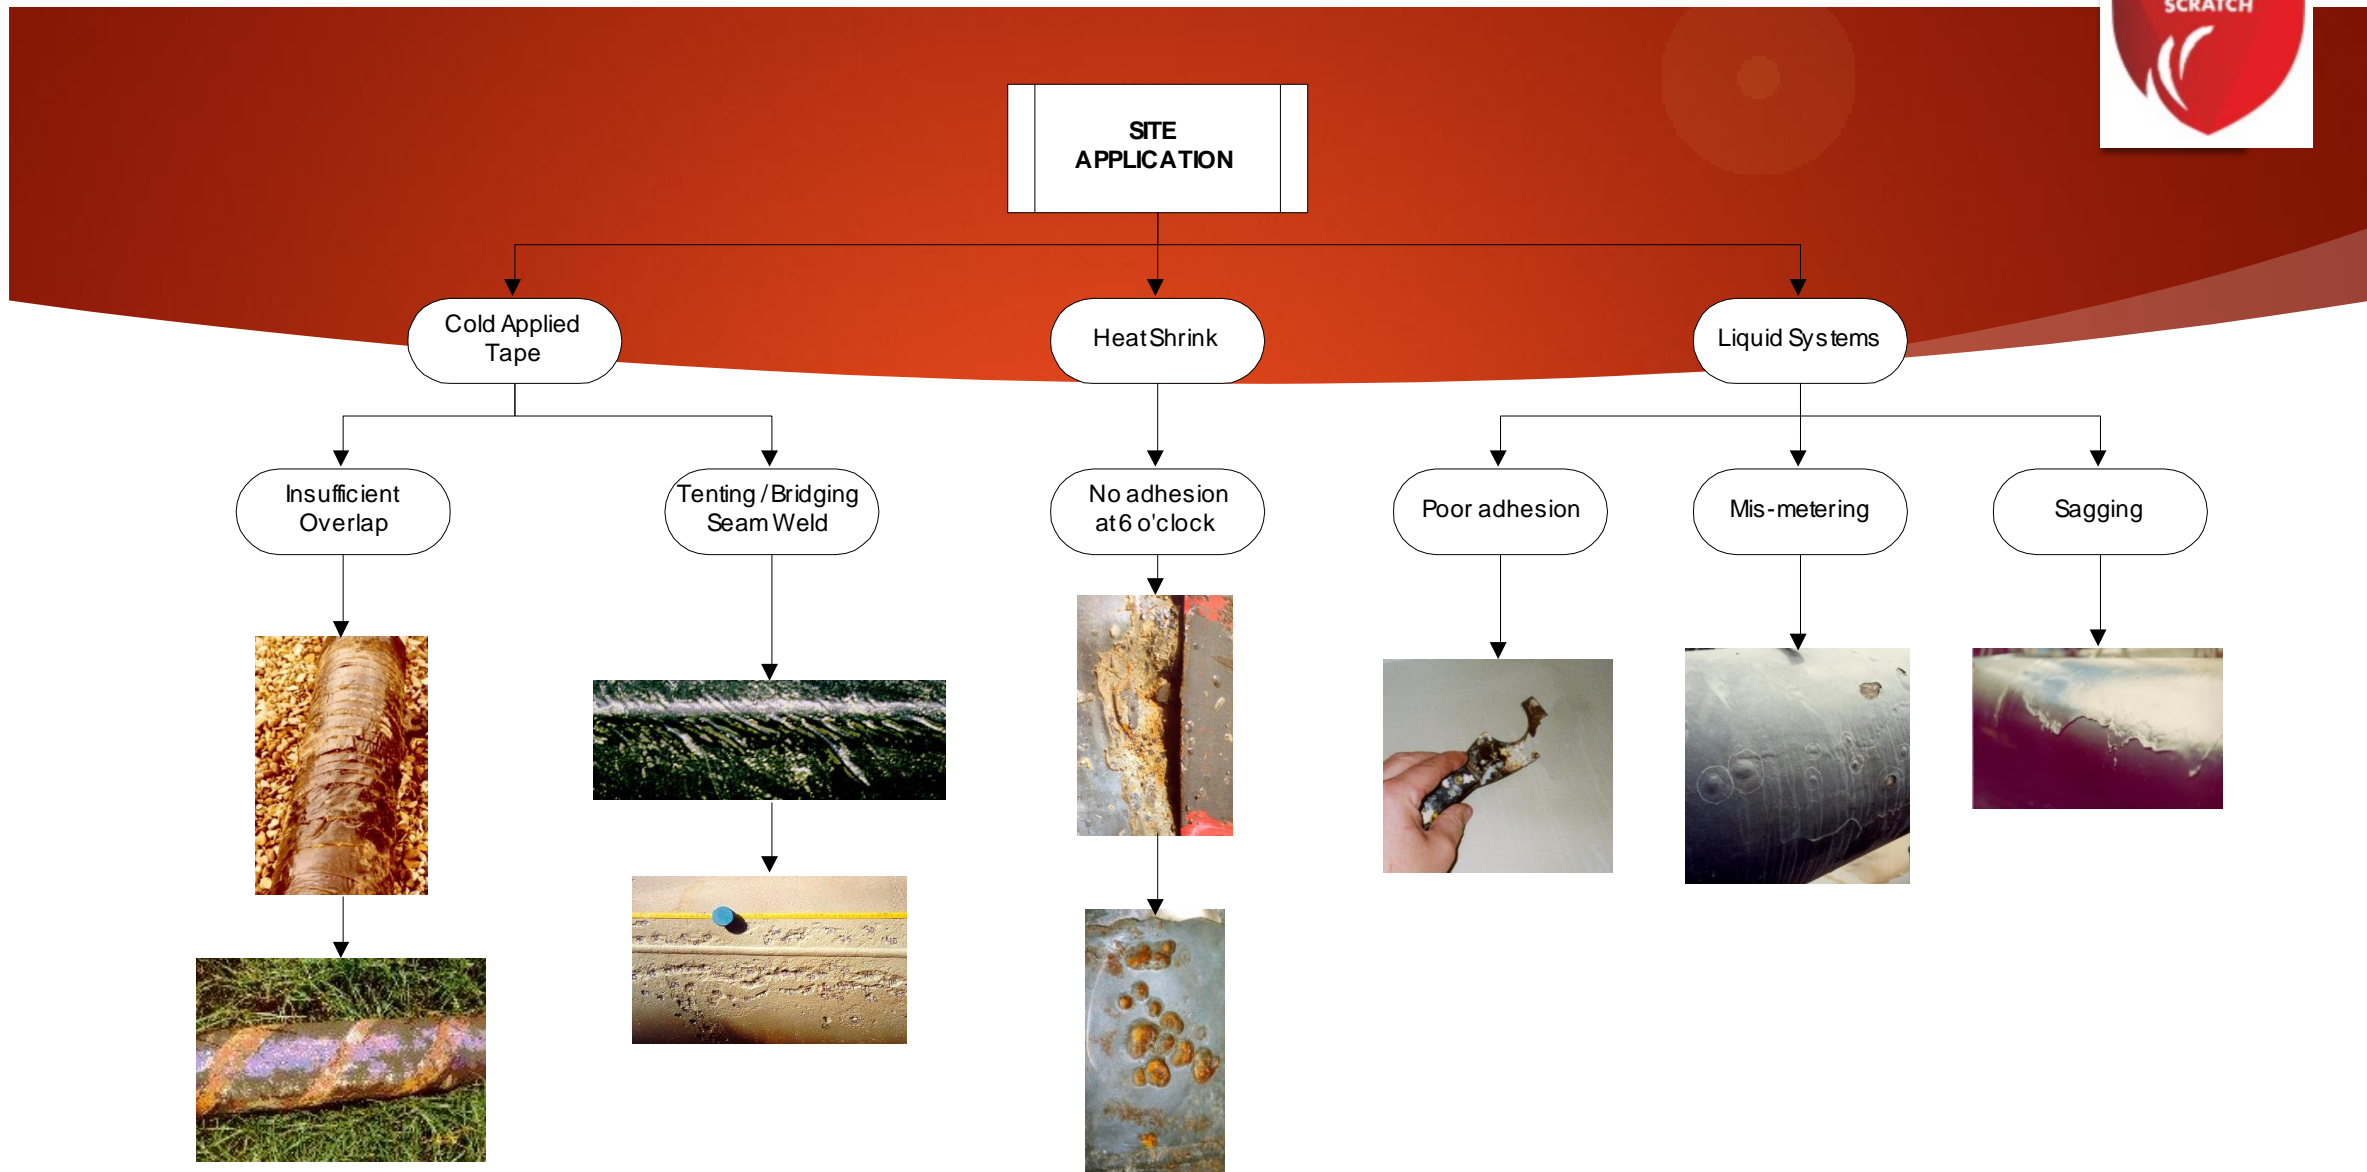 SCRATCH
SITE
APPLICATION
Cold Applied
Tape
Heat Shrink
Liquid Systems
Insufficient
Overlap
Tenting / Bridging
Seam Weld
No adhesion
at 6 o'clock
Poor adhesion
Mis-metering
Sagging